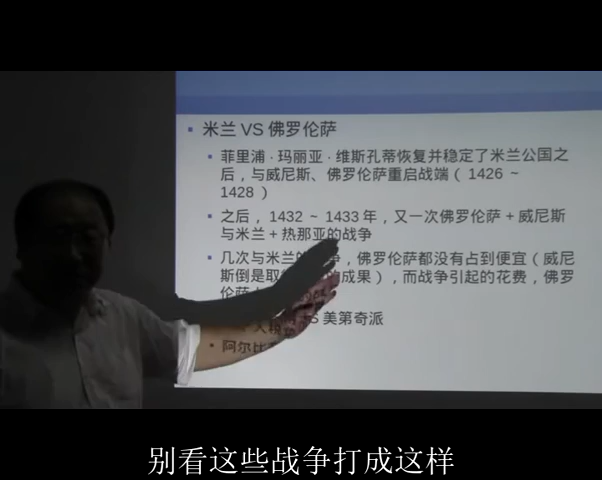 米兰 VS 佛罗伦萨
菲里浦·玛丽亚·维斯孔蒂恢复并稳定了米兰公国之
后，与威尼斯、佛罗伦萨重启战端（ 1426 ～
1428 ）
之后， 1432 ～ 1433 年，又一次佛罗伦萨 + 威尼斯
与米兰 + 热那亚的战争
几次与米兰的 ，佛罗伦萨都没有占到便宜（威尼
斯倒是取 的成果），而战争引起的花费，佛罗
伦萨
VS 美第奇派
阿尔比
别看这些战争打成这样